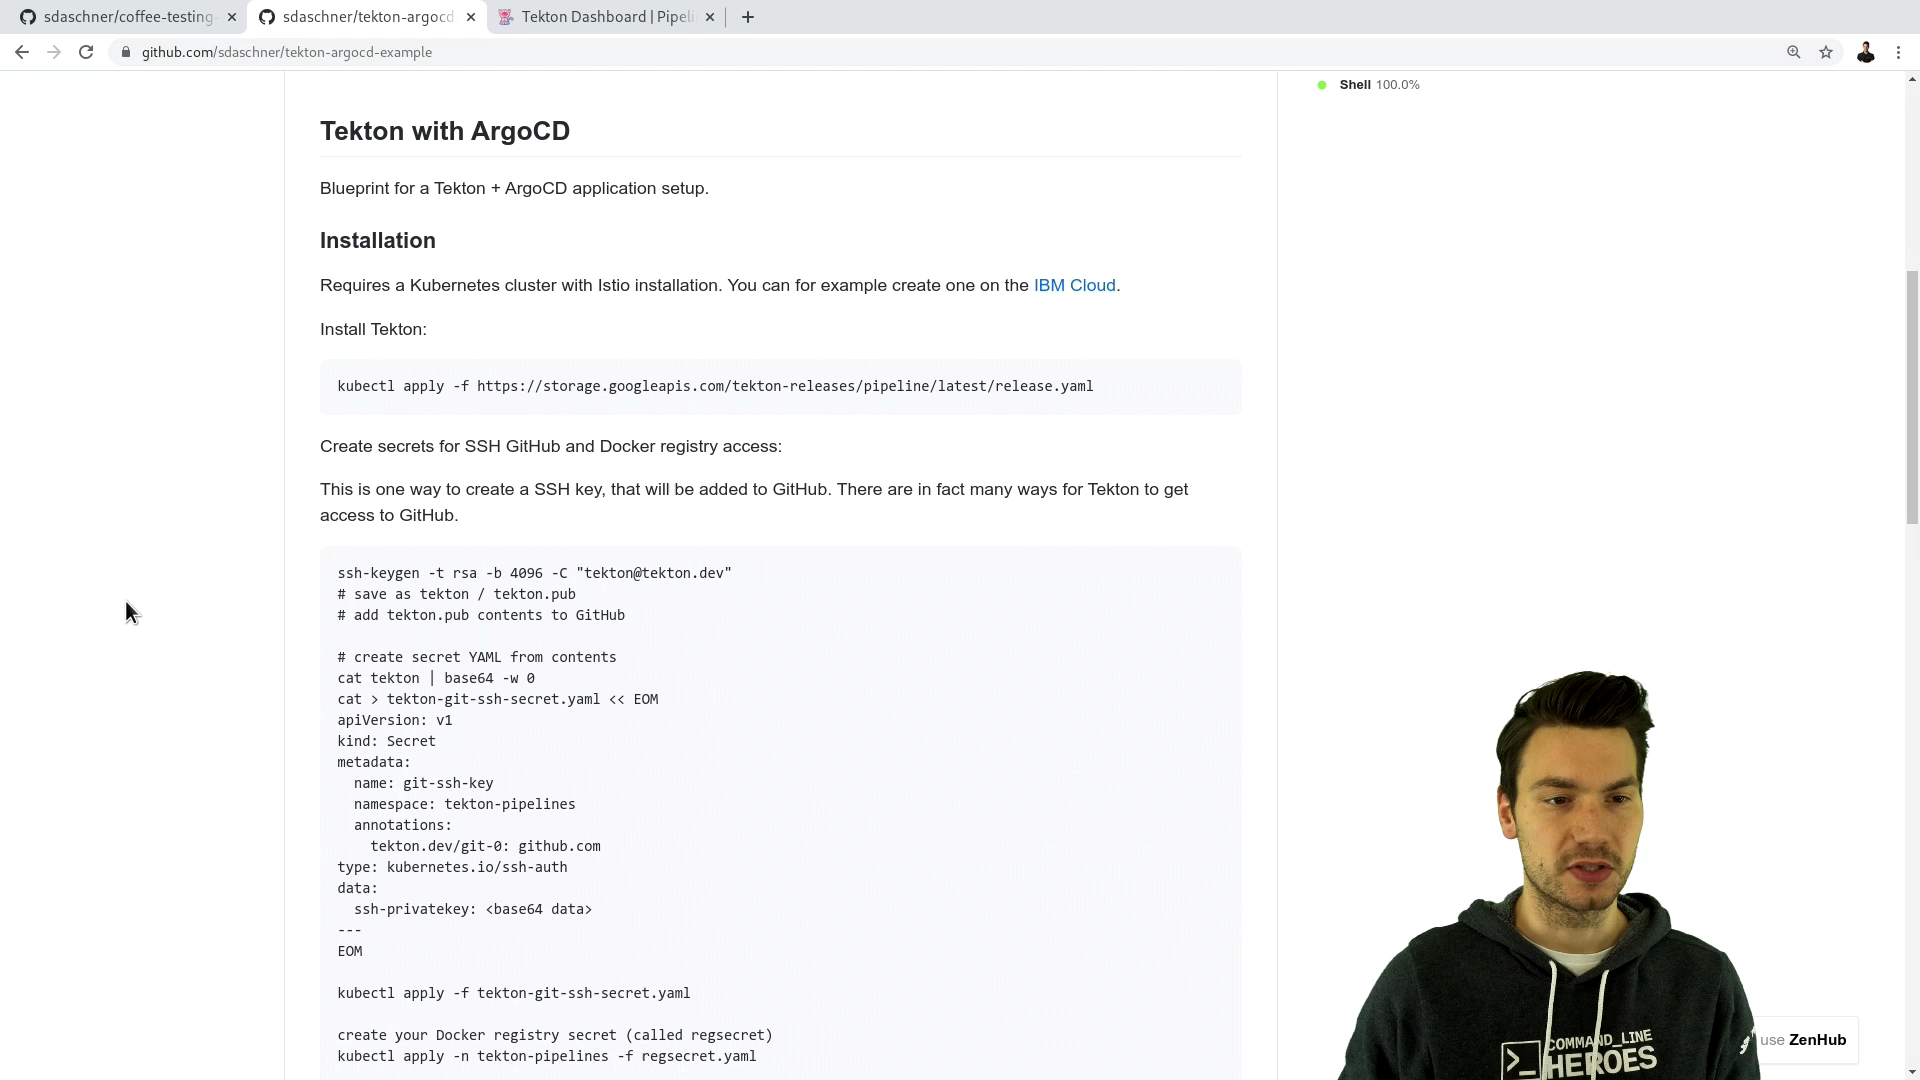 sdaschner/coffee-testing-
sdaschner/tekton-argocd
Tekton Dashboard | Pipeli
github.com/sdaschner/tekton-argocd-example
Shell 100.0%
Tekton with ArgoCD
Blueprint for a Tekton + ArgoCD application setup.
Installation
Requires a Kubernetes cluster with Istio installation. You can for example create one on the IBM Cloud.
Install Tekton:
kubectl apply -f https://storage.googleapis.com/tekton-releases/pipeline/latest/release.yaml
Create secrets for SSH GitHub and Docker registry access:
This is one way to create a SSH key, that will be added to GitHub. There are in fact many ways for Tekton to get
access to GitHub.
ssh-keygen -t rsa -b 4096 -C "tekton@tekton.dev"
# save as tekton / tekton.pub
# add tekton.pub contents to GitHub
# create secret YAML from contents
cat tekton | base64 -w 0
cat > tekton-git-ssh-secret.yaml << EOM
apiVersion: v1
kind: Secret
metadata:
  name: git-ssh-key
  namespace: tekton-pipelines
  annotations:
    tekton.dev/git-0: github.com
type: kubernetes.io/ssh-auth
data:
  ssh-privatekey: <base64 data>
---
EOM
kubectl apply -f tekton-git-ssh-secret.yaml
create your Docker registry secret (called regsecret)
kubectl apply -n tekton-pipelines -f regsecret.yaml
use ZenHub
COMMAND_LINE
HEROES